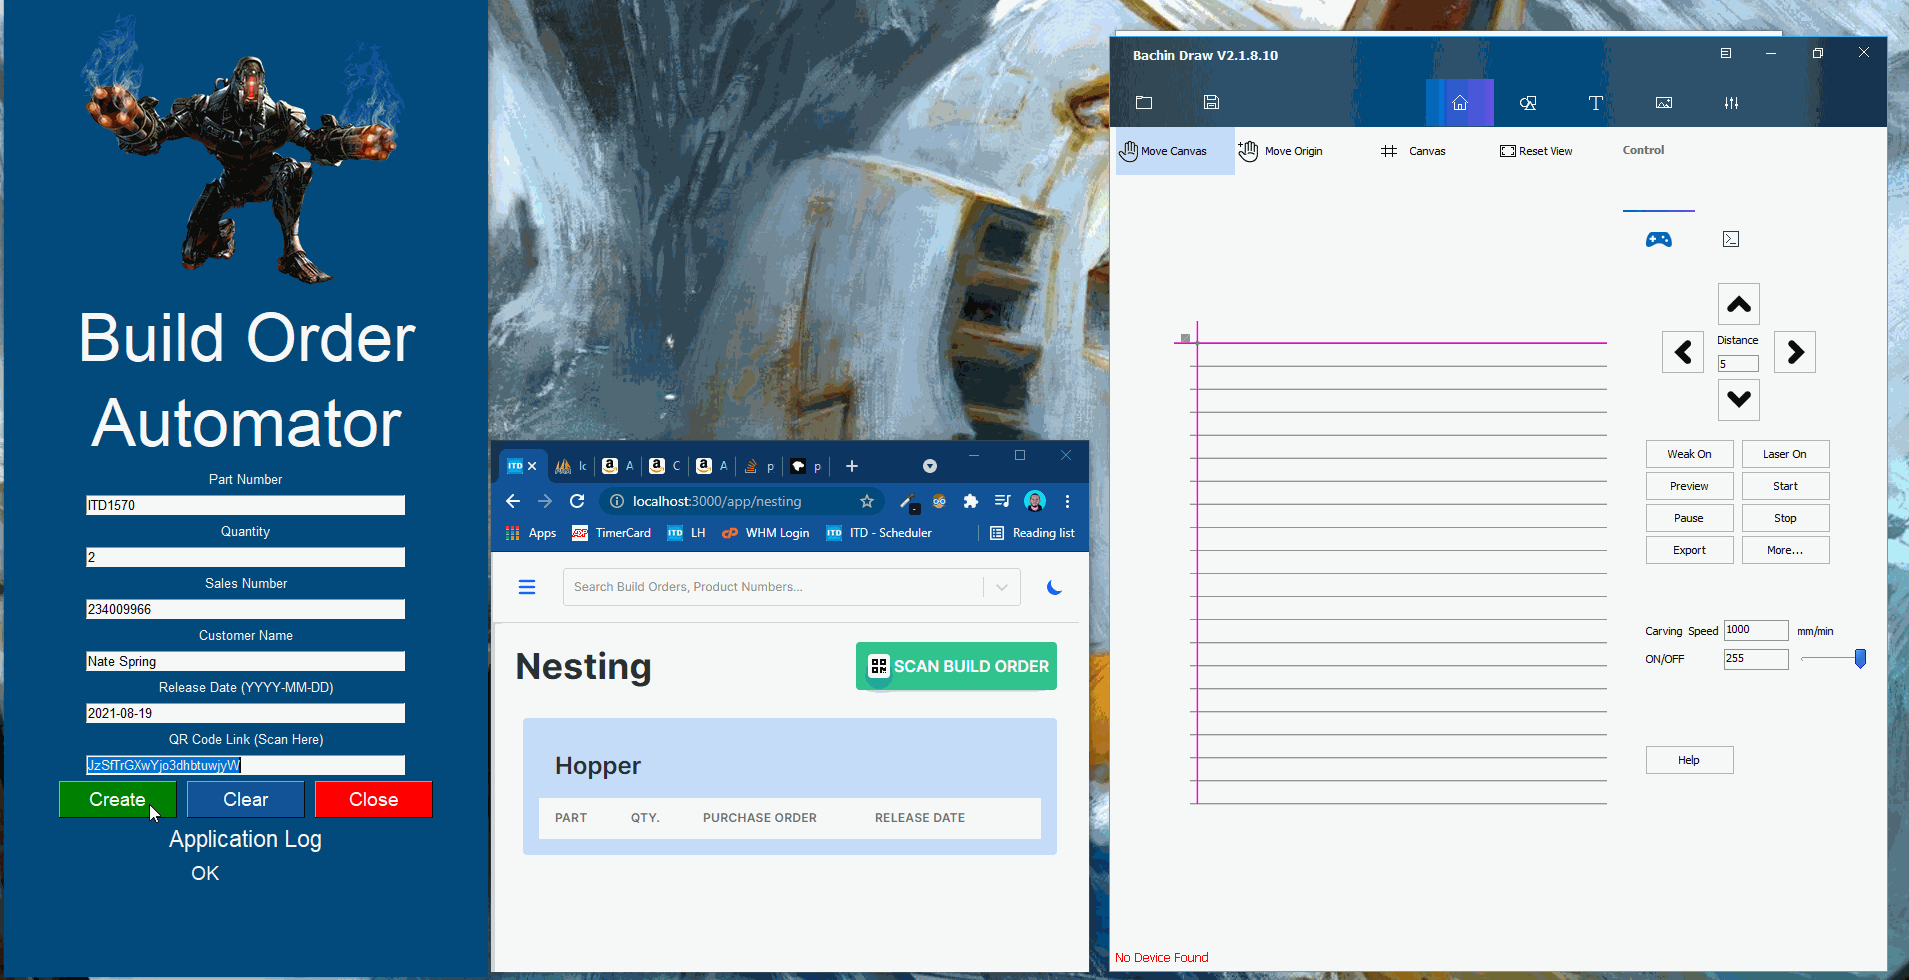 Build Order
Automator
Part Number
ITD1570
Quantity
2
Sales Number
234009966
Customer Name
Nate Spring
Release Date (YYYY-MM-DD)
2021-08-19
QR Code Link (Scan Here)
JzSfTrGXwYjo3dhbtuwjyW
Create Clear Close
Application Log
OK
ITD A C A p p
localhost:3000/app/nesting
Apps ADP TimerCard ITD LH WHM Login ITD ITD - Scheduler Reading list
Search Build Orders, Product Numbers...
Nesting SCAN BUILD ORDER
Hopper
PART QTY. PURCHASE ORDER RELEASE DATE
Bachin Draw V2.1.8.10
Move Canvas Move Origin Canvas Reset View Control
Distance
5
Weak On Laser On
Preview Start
Pause Stop
Export More...
Carving Speed 1000 mm/min
ON/OFF 255
Help
No Device Found